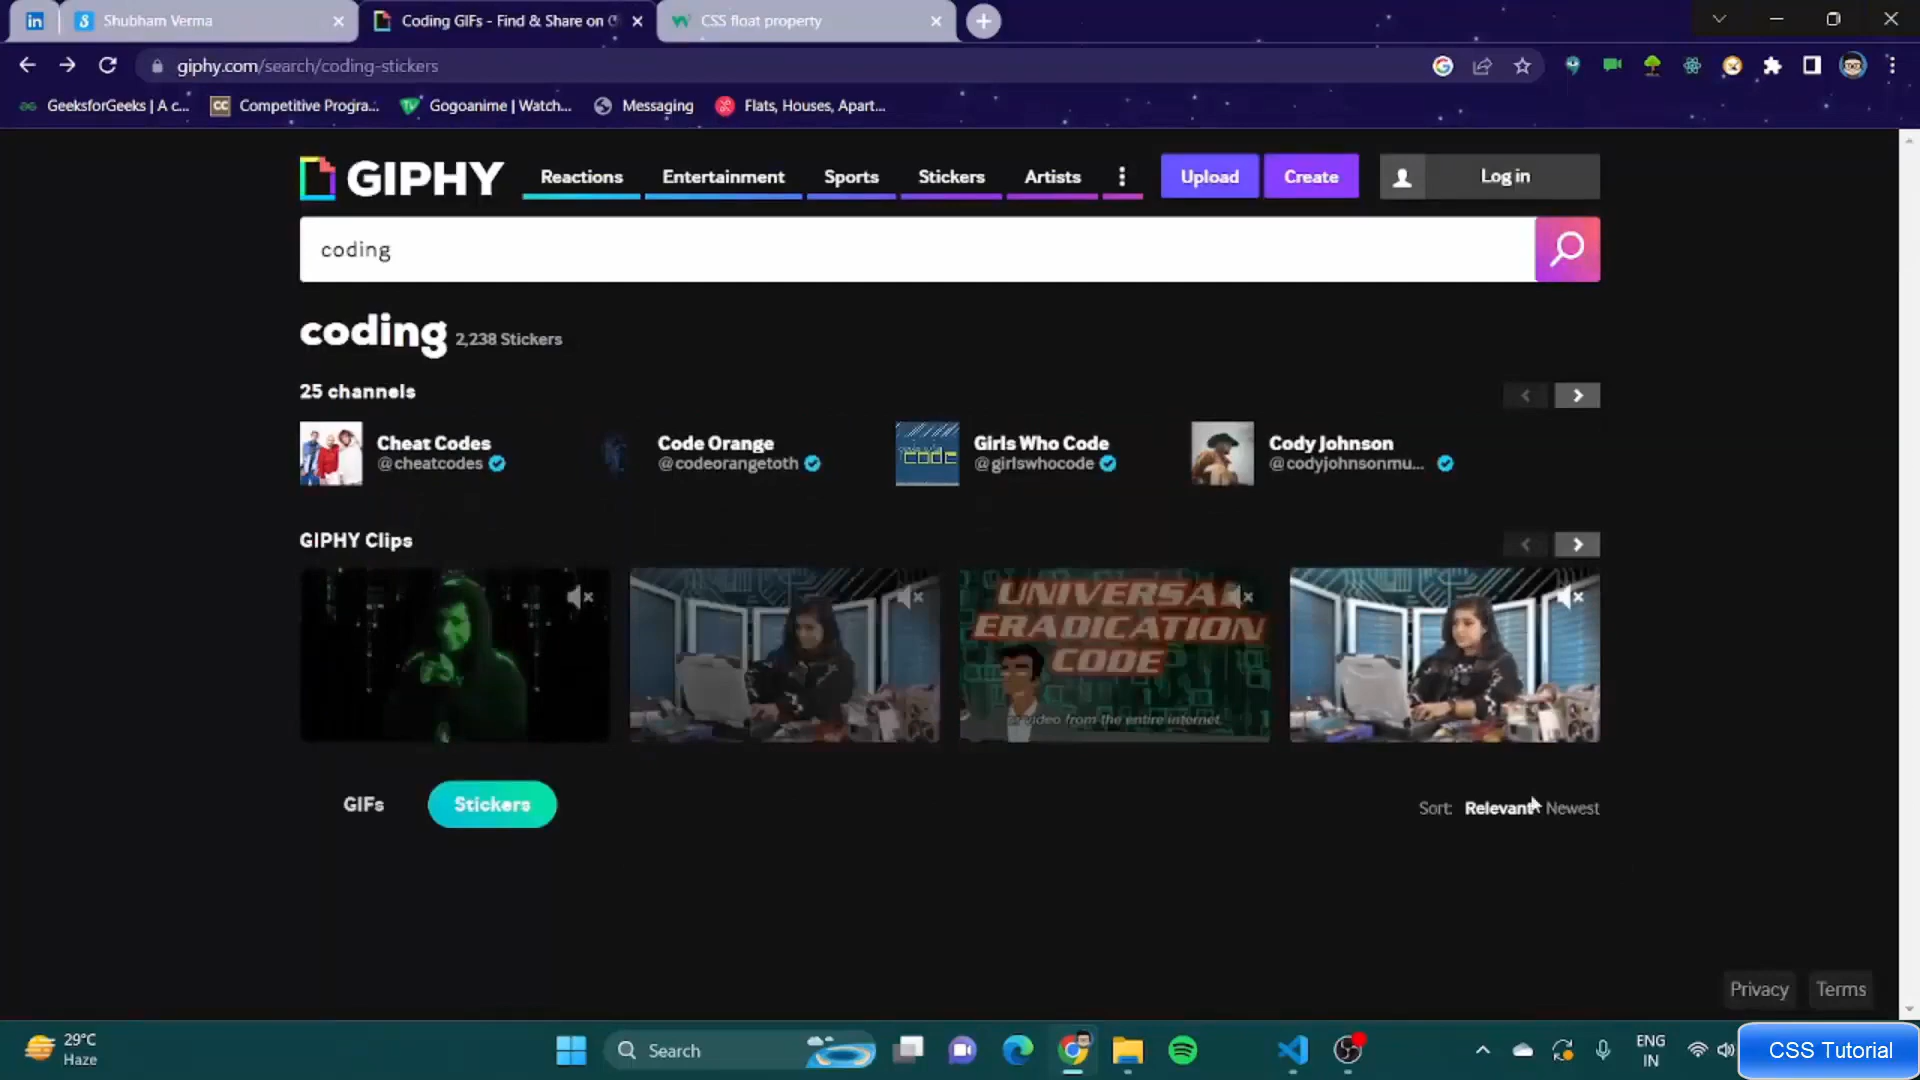 Shubham Verma
Coding GIFs - Find & Share on G
CSS float property
giphy.com/search/coding-stickers
GeeksforGeeks | A c...
Competitive Progra...
Gogoanime | Watch...
Messaging
Flats, Houses, Apart...
GIPHY
Reactions
Entertainment
Sports
Stickers
Artists
Upload
Create
Log in
coding
coding 2,238 Stickers
25 channels
Cheat Codes
@cheatcodes
Code Orange
@codeorangetoth
Girls Who Code
@girlswhocode
Cody Johnson
@codyjohnsonmu...
GIPHY Clips
UNIVERSAL
ERADICATION
CODE
or video from the entire internet.
GIFs
Stickers
Sort: Relevant Newest
Privacy
Terms
29°C
Haze
Search
ENG
IN
CSS Tutorial